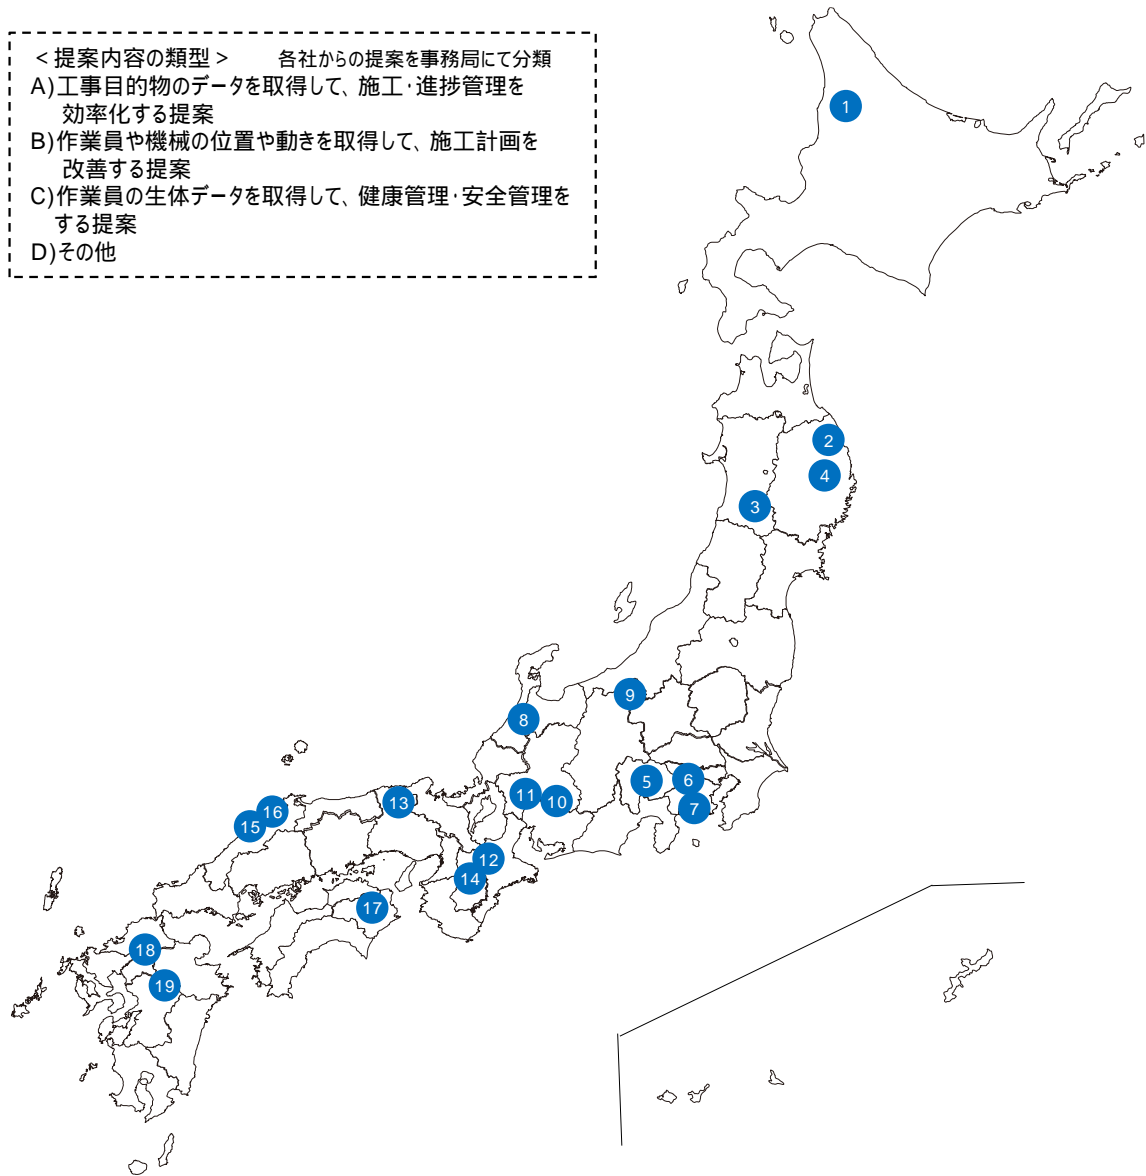 ＜提案内容の類型＞ 各社からの提案を事務局にて分類
A)工事目的物のデータを取得して、施工・進捗管理を
効率化する提案
B)作業員や機械の位置や動きを取得して、施工計画を
改善する提案
C)作業員の生体データを取得して、健康管理・安全管理を
する提案
D)その他
1
2
4
3
9
8
5
6
7
11
10
13
16
15
12
14
17
18
19